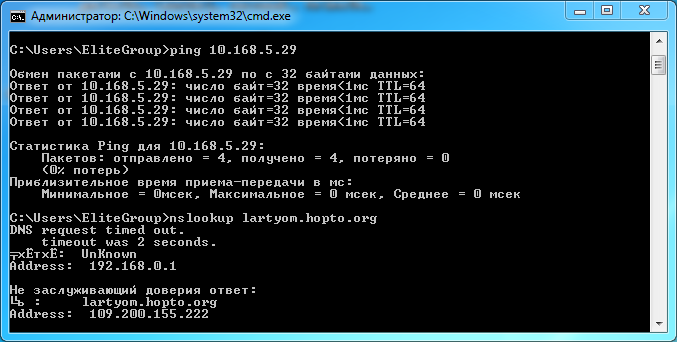 Администратор: C:\Windows\system32\cmd.exe
C:\Users\EliteGroup>ping 10.168.5.29
Обмен пакетами с 10.168.5.29 по с 32 байтами данных:
Ответ от 10.168.5.29: число байт=32 время<1мс TTL=64
Ответ от 10.168.5.29: число байт=32 время<1мс TTL=64
Ответ от 10.168.5.29: число байт=32 время<1мс TTL=64
Ответ от 10.168.5.29: число байт=32 время<1мс TTL=64
Статистика Ping для 10.168.5.29:
Пакетов: отправлено = 4, получено = 4, потеряно = 0
(0% потерь)
Приблизительное время приема-передачи в мс:
Минимальное = 0мсек, Максимальное = 0 мсек, Среднее = 0 мсек
C:\Users\EliteGroup>nslookup lartyom.hopto.org
DNS request timed out.
timeout was 2 seconds.
╤хЁтхЁ: UnKnown
Address: 192.168.0.1
Не заслуживающий доверия ответ:
Lь : lartyom.hopto.org
Address: 109.200.155.222